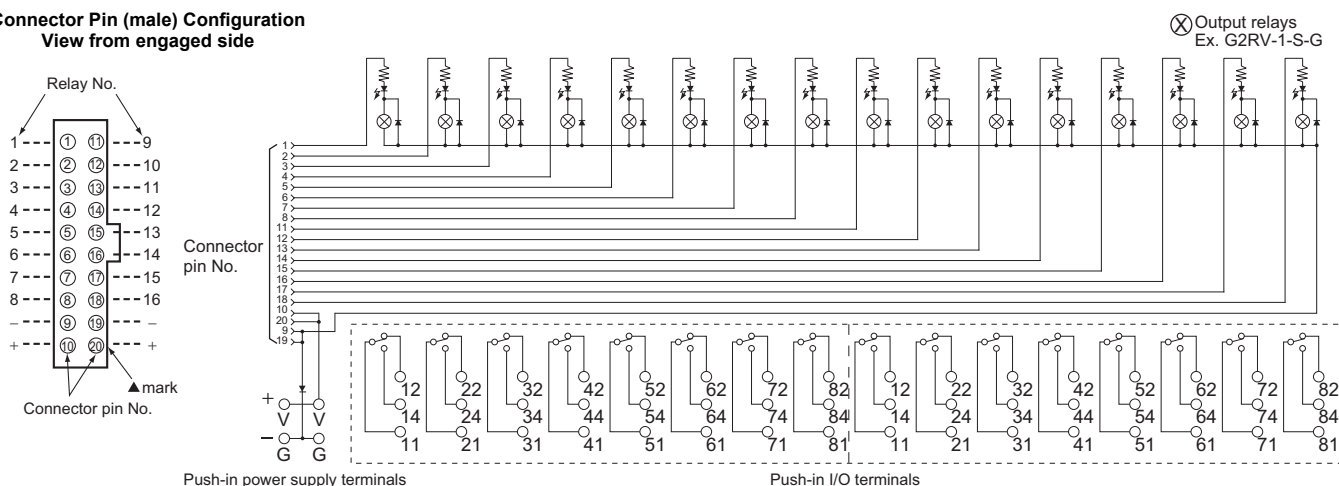 Connector Pin (male) Configuration
View from engaged side
Output relays
Ex. G2RV-1-S-G
Relay No.
1 1 11 9
2 2 12 10
3 3 13 11
4 4 14 12
5 5 15 13
6 6 16 14
7 7 17 15
8 8 18 16
− 9 19 −
+ 10 20 +
▲mark
Connector pin No.
Connector
pin No.
1
2
3
4
5
6
7
8
11
12
13
14
15
16
17
18
10
20
9
19
+
V V
−
G G
12 22 32 42 52 62 72 82 12 22 32 42 52 62 72 82
14 24 34 44 54 64 74 84 14 24 34 44 54 64 74 84
11 21 31 41 51 61 71 81 11 21 31 41 51 61 71 81
Push-in power supply terminals
Push-in I/O terminals